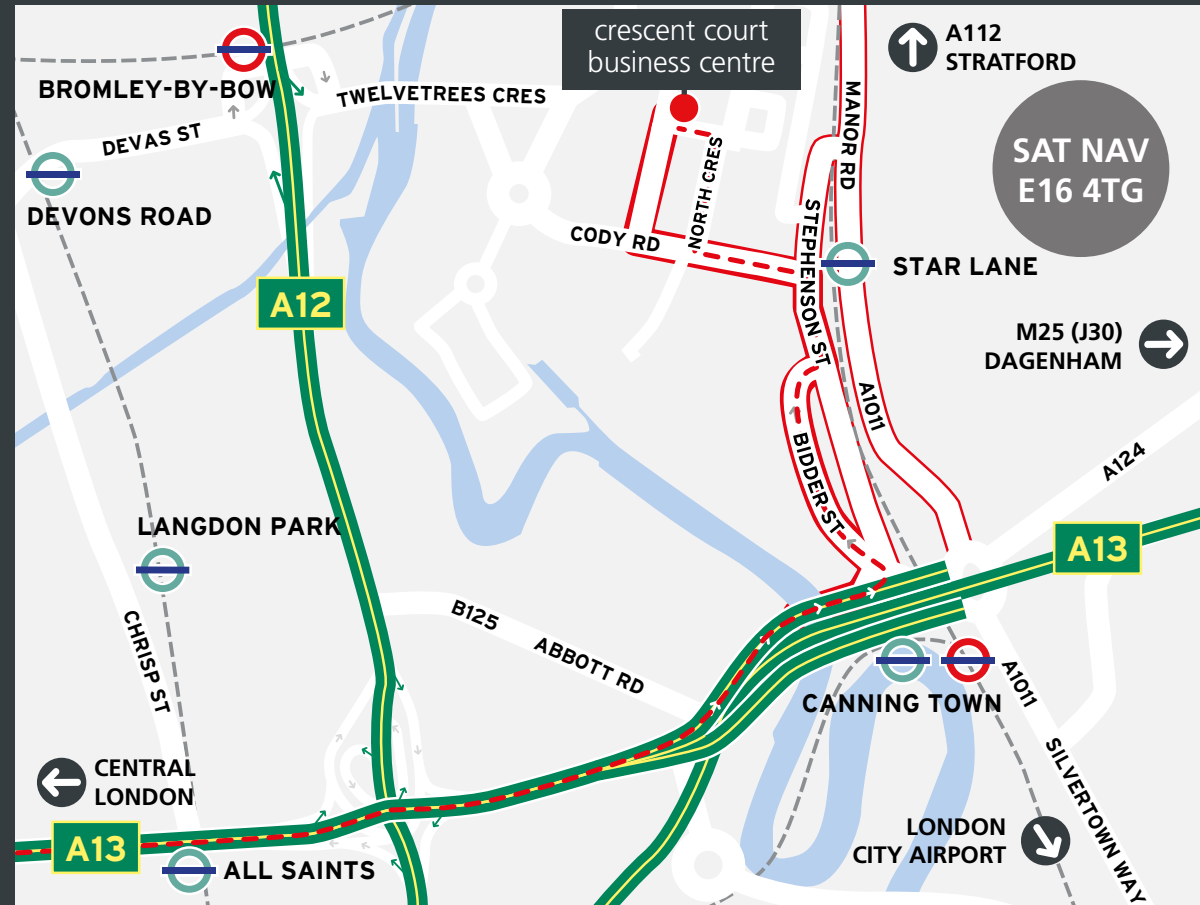 crescent court
business centre
A112
STRATFORD
BROMLEY-BY-BOW
TWELVETREES CRES
MANOR RD
SAT NAV
E16 4TG
DEVAS ST
NORTH CRES
DEVONS ROAD
STEPHENSON ST
CODY RD
STAR LANE
A12
M25 (J30)
DAGENHAM
A1011
BIDDER ST
A124
LANGDON PARK
A13
CHRISP ST
B125
ABBOTT RD
CANNING TOWN
A1011
SILVERTOWN WAY
CENTRAL
LONDON
A13
LONDON
CITY AIRPORT
ALL SAINTS